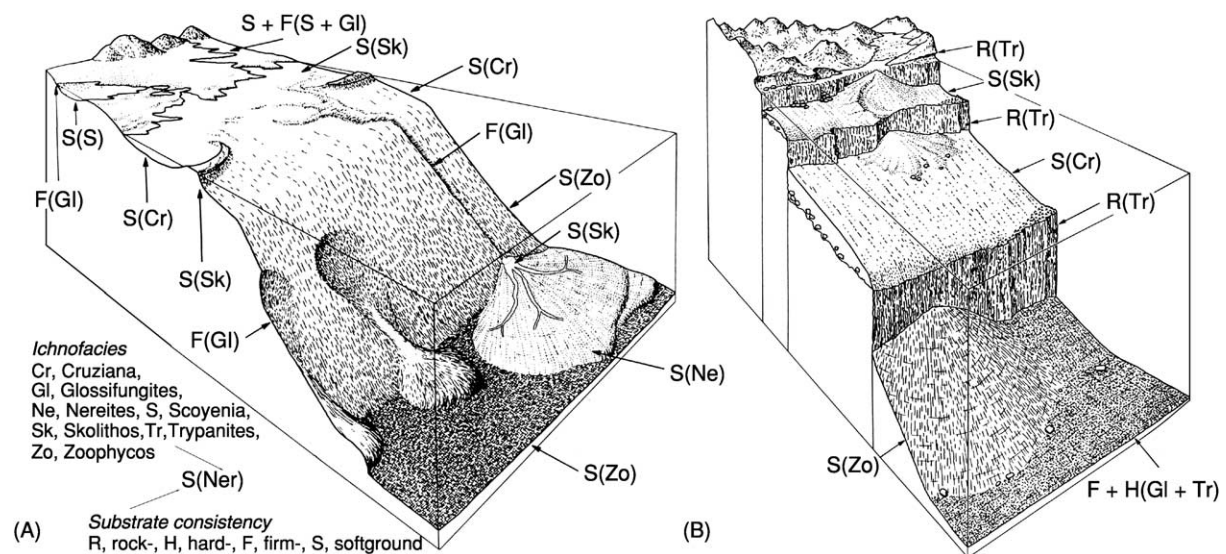 S + F(S + Gl)
S(Sk)
S(Cr)
F(Gl)
S(S)
F(Gl)
S(Cr)
S(Zo)
S(Sk)
S(Sk)
F(Gl)
S(Ne)
Ichnofacies
Cr, Cruziana,
Gl, Glossifungites,
Ne, Nereites, S, Scoyenia,
Sk, Skolithos,Tr,Trypanites,
Zo, Zoophycos
S(Ner)
S(Zo)
(A)
Substrate consistency
R, rock-, H, hard-, F, firm-, S, softground
(B)
R(Tr)
S(Sk)
R(Tr)
S(Cr)
R(Tr)
S(Zo)
F + H(Gl + Tr)